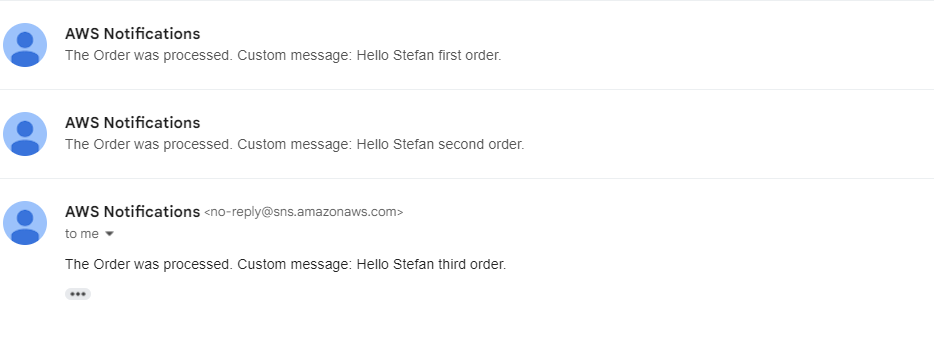 AWS Notifications
The Order was processed. Custom message: Hello Stefan first order.
AWS Notifications
The Order was processed. Custom message: Hello Stefan second order.
AWS Notifications <no-reply@sns.amazonaws.com>
to me
The Order was processed. Custom message: Hello Stefan third order.